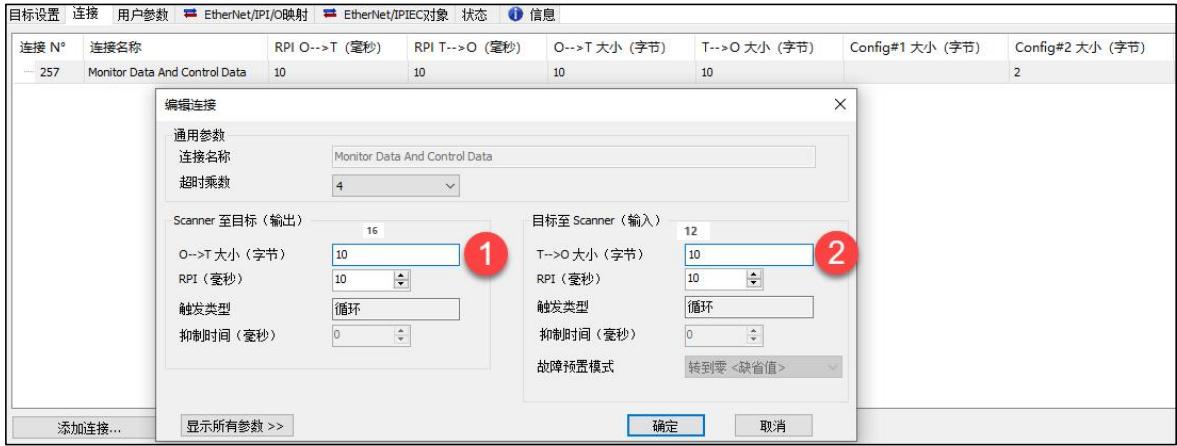 目标设置 连接 用户参数 EtherNet/IPI/O映射 EtherNet/IPIEC对象 状态 信息
连接 N° 连接名称 RPI O-->T (毫秒) RPI T-->O (毫秒) O-->T 大小 (字节) T-->O 大小 (字节) Config#1 大小 (字节) Config#2 大小 (字节)
257 Monitor Data And Control Data 10 10 10 10 2
编辑连接
通用参数
连接名称 Monitor Data And Control Data
超时乘数 4
Scanner 至目标（输出） 目标至 Scanner（输入）
16 12
O-->T 大小（字节） 10 1 T-->O 大小（字节） 10 2
RPI（毫秒） 10 RPI（毫秒） 10
触发类型 循环 触发类型 循环
抑制时间（毫秒） 0 抑制时间（毫秒） 0
故障预置模式 转到零 <缺省值>
添加连接... 显示所有参数 >> 确定 取消